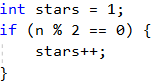 int stars = 1;
if (n % 2 == 0) {
    stars++;
}